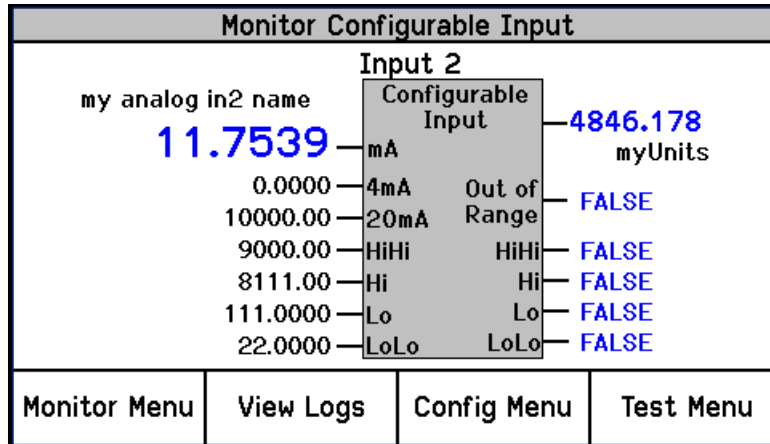 Monitor Configurable Input
Input 2
my analog in2 name
Configurable
Input
4846.178
11.7539
mA
myUnits
0.0000 4mA Out of FALSE
10000.00 20mA Range
9000.00 HiHi HiHi FALSE
8111.00 Hi Hi FALSE
111.0000 Lo Lo FALSE
22.0000 LoLo LoLo FALSE
Monitor Menu View Logs Config Menu Test Menu